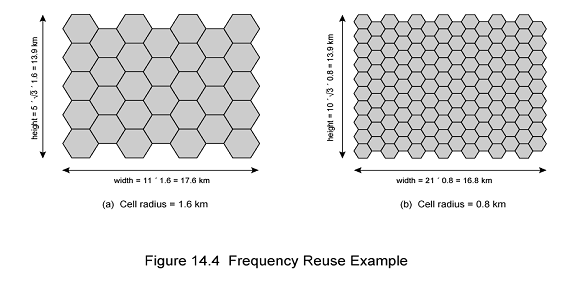 height = 5 ´ √3 ´ 1.6 = 13.9 km
width = 11 ´ 1.6 = 17.6 km
(a) Cell radius = 1.6 km
height = 10 ´ √3 ´ 0.8 = 13.9 km
width = 21 ´ 0.8 = 16.8 km
(b) Cell radius = 0.8 km
Figure 14.4 Frequency Reuse Example